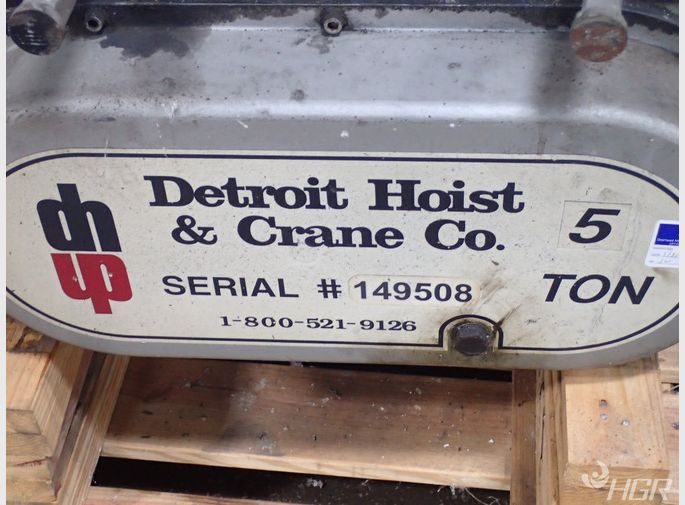 dh
up
Detroit Hoist
& Crane Co.
5
SERIAL # 149508
TON
1-800-521-9126
HGR